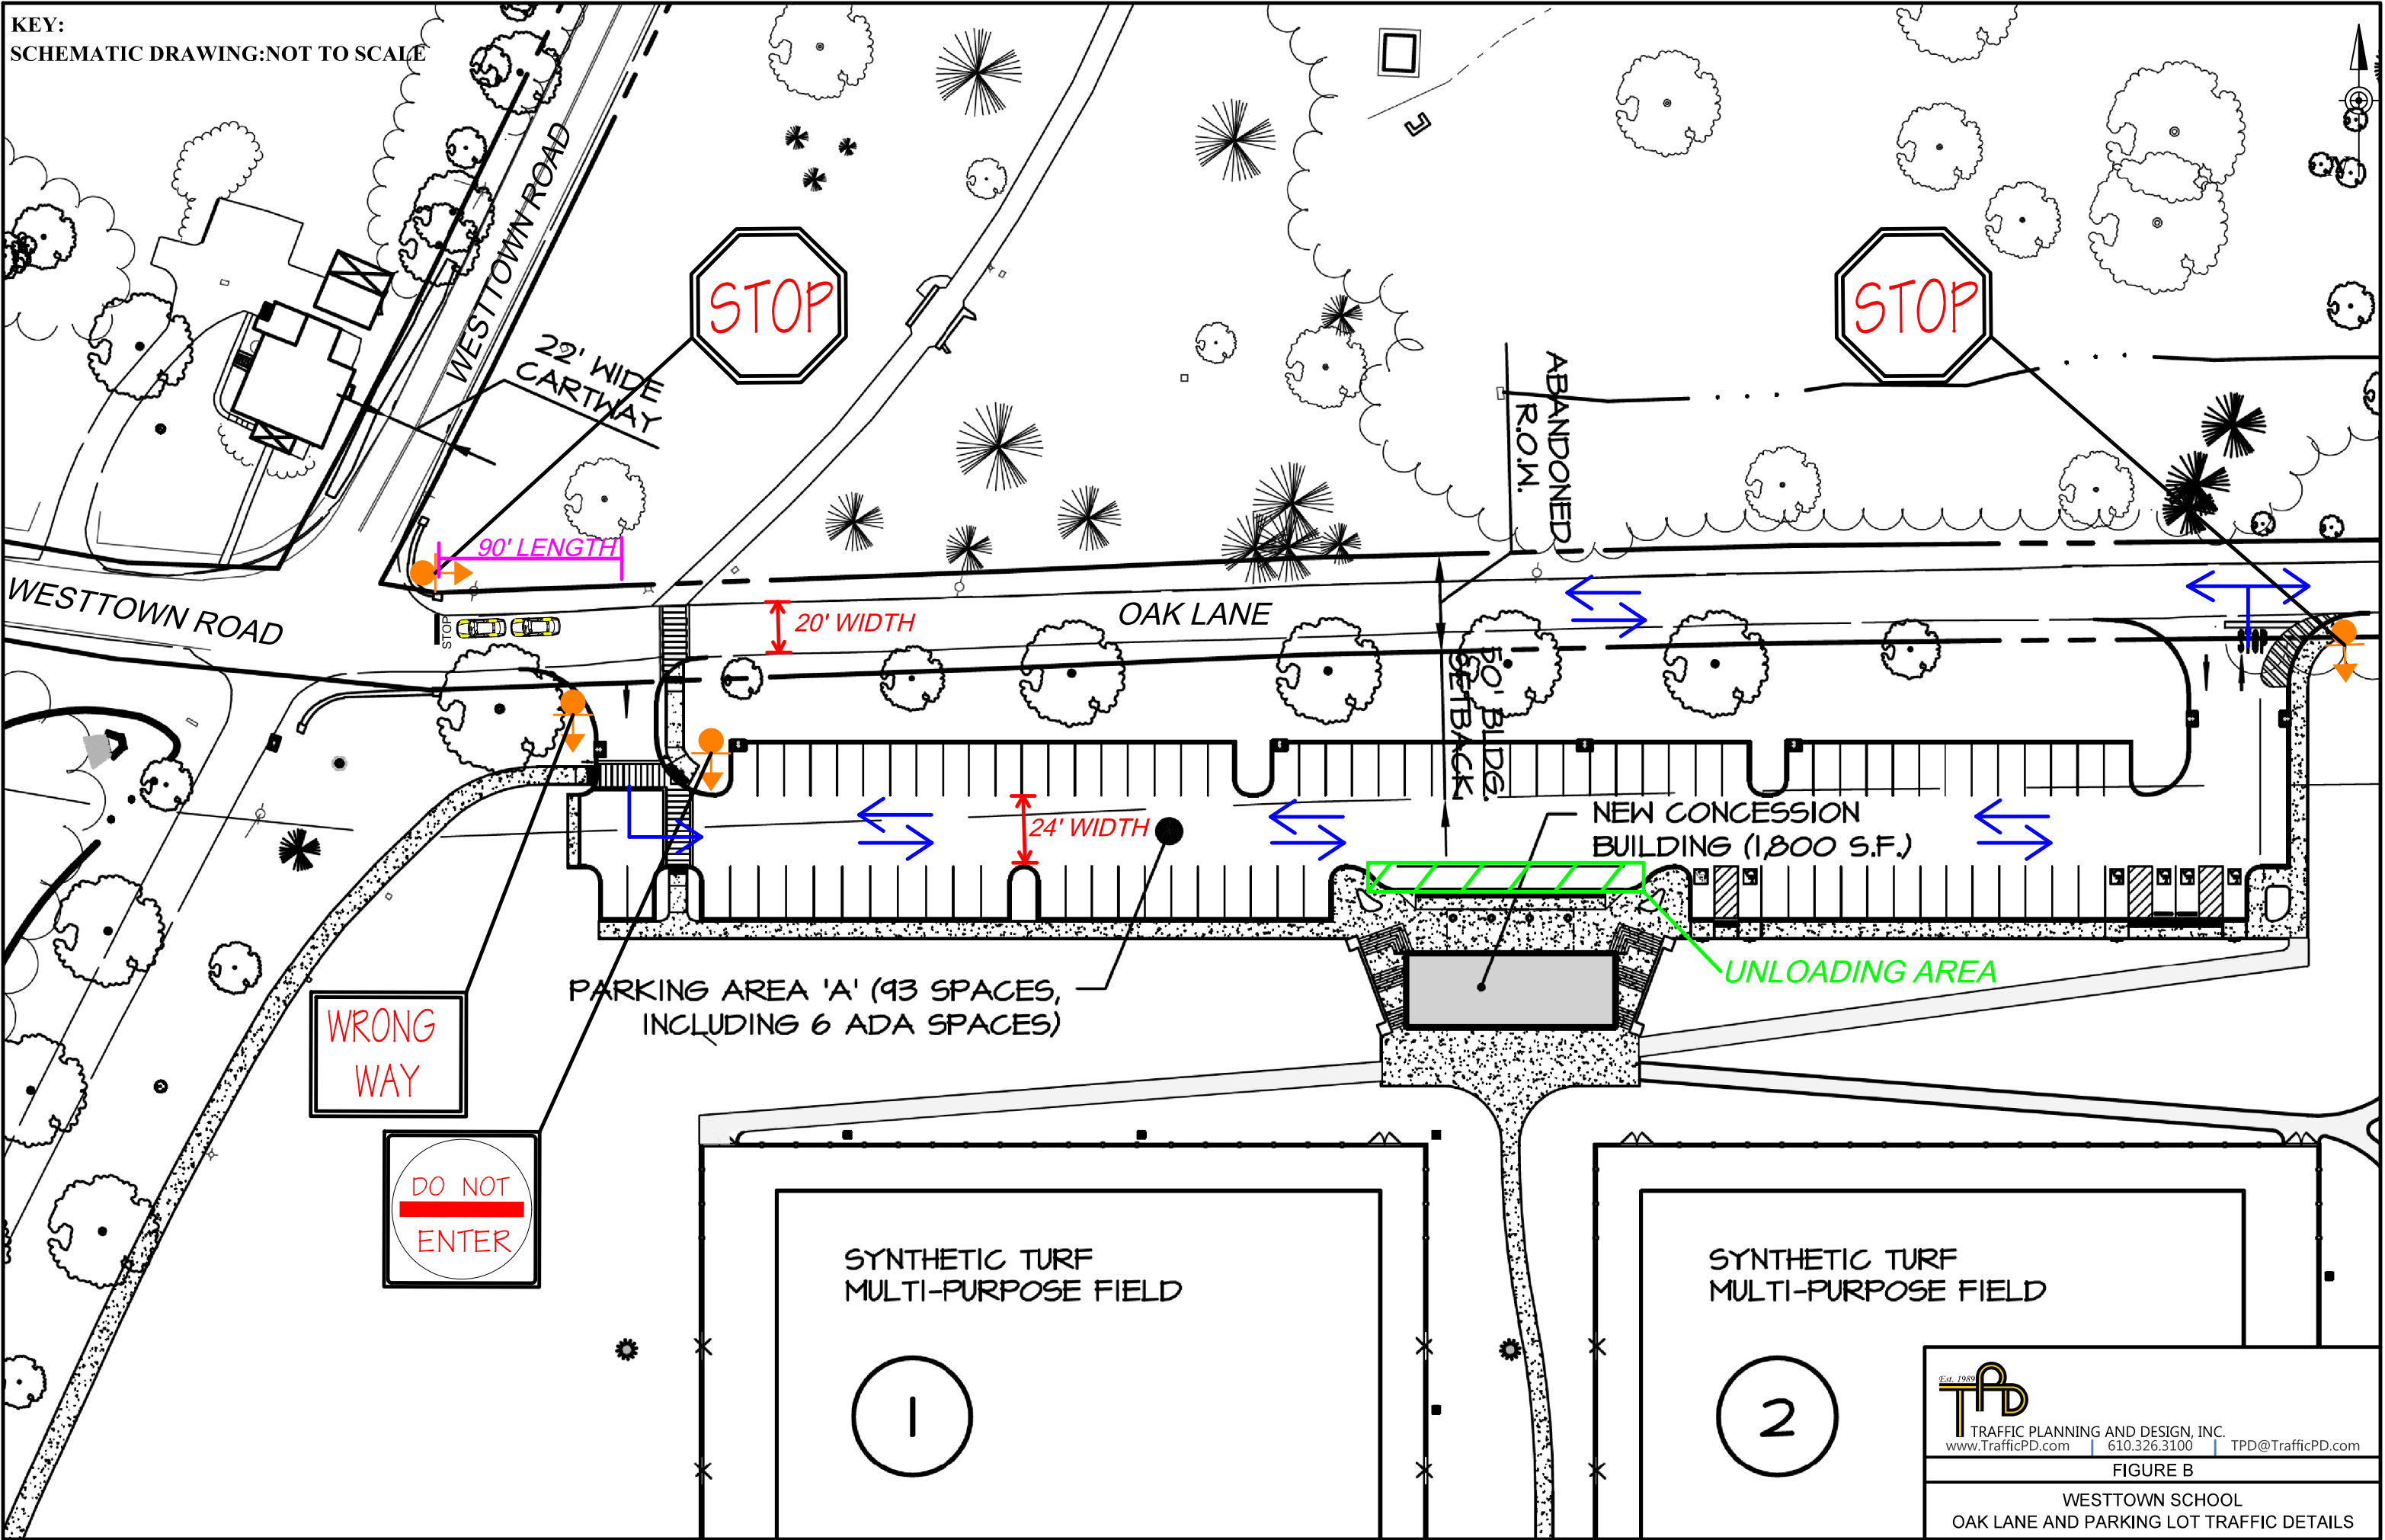 KEY:
SCHEMATIC DRAWING:NOT TO SCALE
WESTTOWN ROAD
STOP
STOP
22' WIDE
CARTWAY
ABANDONED
R.O.W.
90' LENGTH
WESTTOWN ROAD
STOP
20' WIDTH
OAK LANE
50' BLDG.
SETBACK
24' WIDTH
NEW CONCESSION
BUILDING (1,800 S.F.)
UNLOADING AREA
PARKING AREA 'A' (93 SPACES,
INCLUDING 6 ADA SPACES)
WRONG
WAY
DO NOT
ENTER
SYNTHETIC TURF
MULTI-PURPOSE FIELD
1
SYNTHETIC TURF
MULTI-PURPOSE FIELD
2
Est. 1989
TPD
TRAFFIC PLANNING AND DESIGN, INC.
www.TrafficPD.com | 610.326.3100 | TPD@TrafficPD.com
FIGURE B
WESTTOWN SCHOOL
OAK LANE AND PARKING LOT TRAFFIC DETAILS